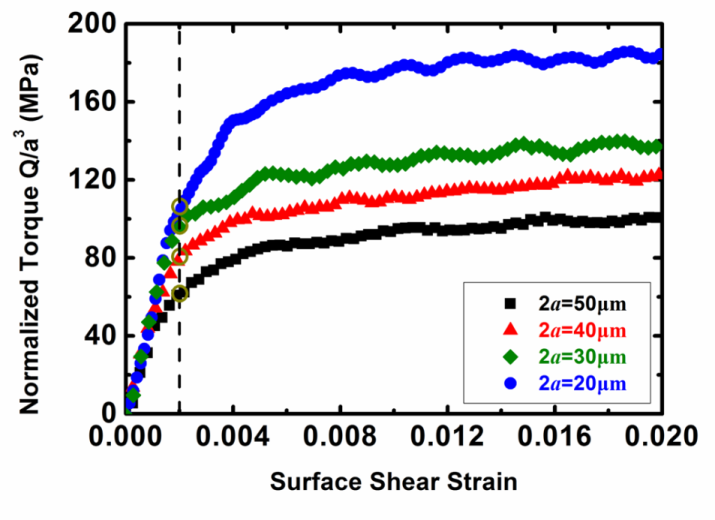 Normalized Torque Q/a³ (MPa)
200
160
120
80
40
0
0.000 0.004 0.008 0.012 0.016 0.020
Surface Shear Strain
2a=50μm
2a=40μm
2a=30μm
2a=20μm